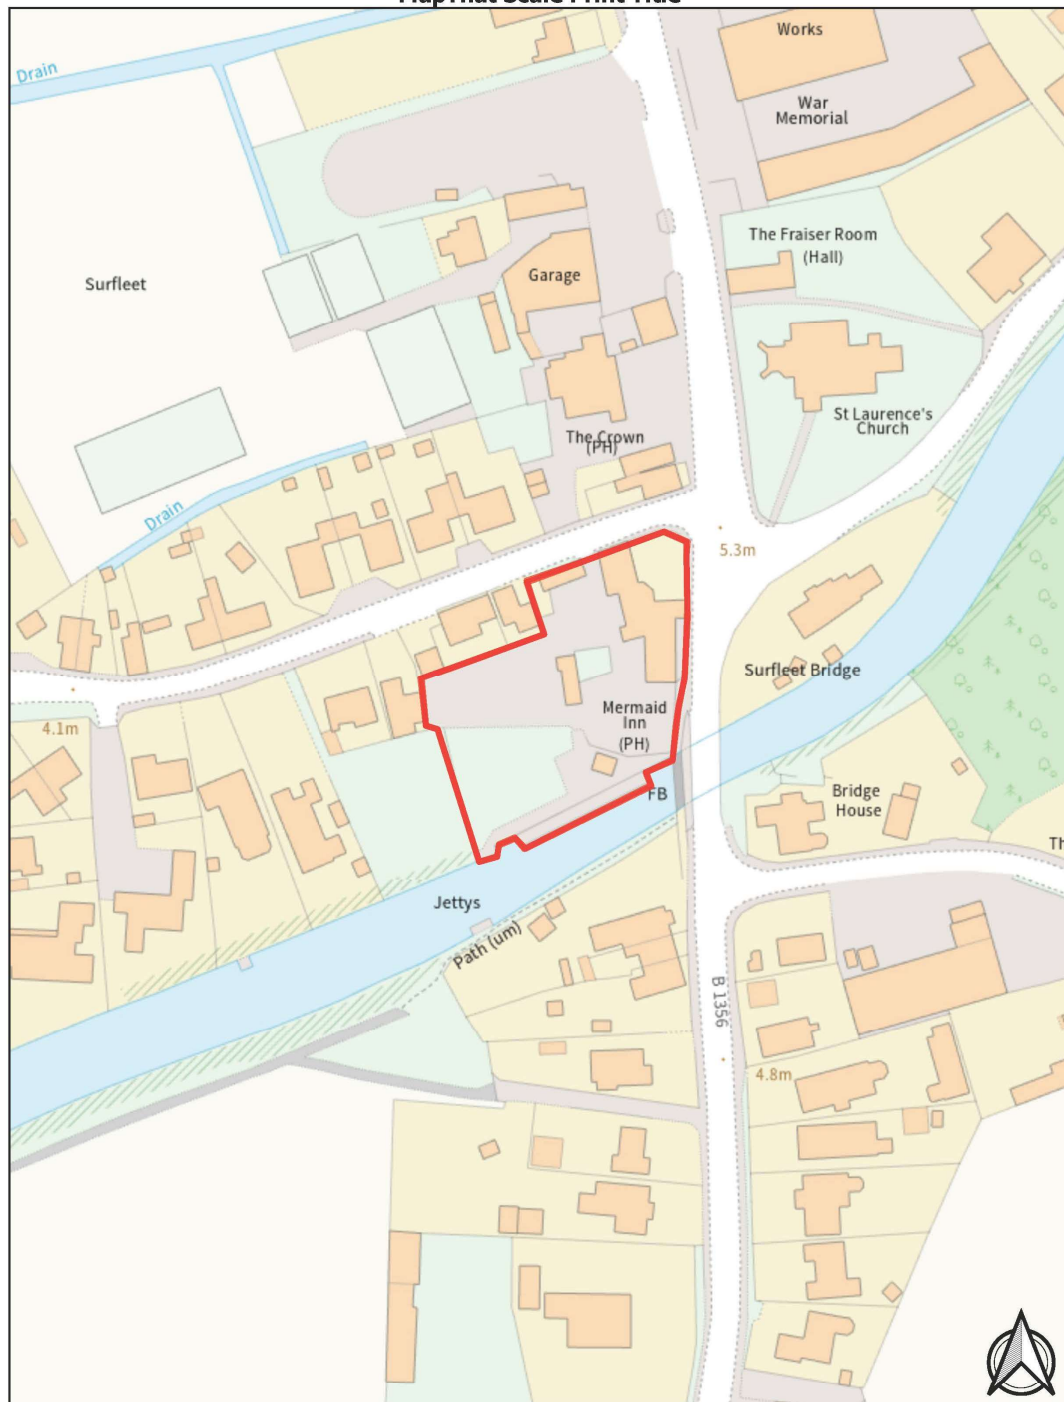 Drain
Works
War
Memorial
The Fraiser Room
(Hall)
Surfleet
Garage
St Laurence's
Church
The Crown
(PH)
Drain
5.3m
Surfleet Bridge
Mermaid
Inn
(PH)
4.1m
FB
Bridge
House
Th
Jettys
Path (um)
B 1356
4.8m